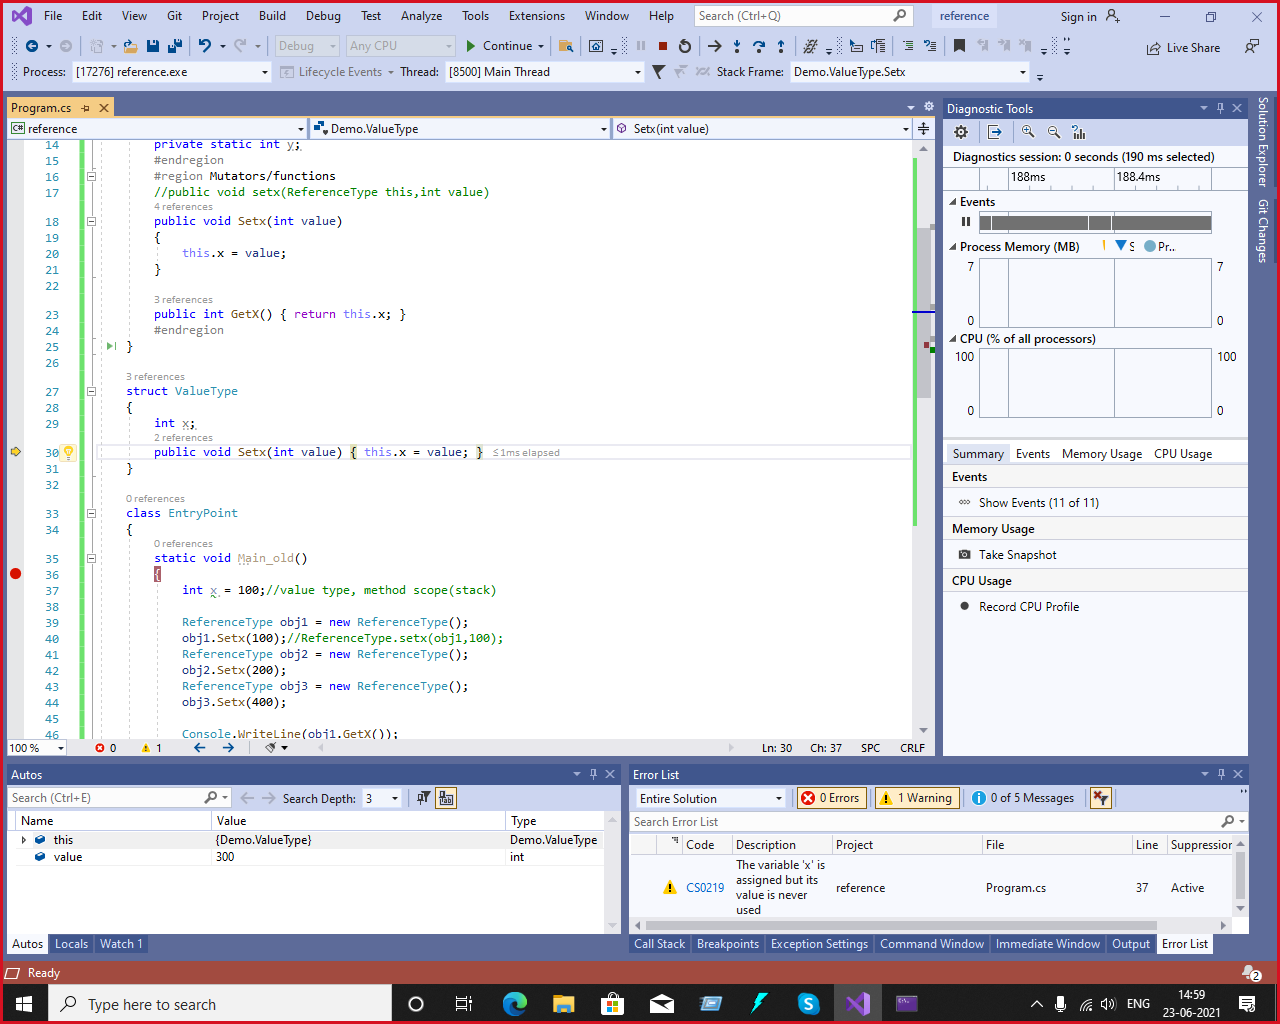 File Edit View Git Project Build Debug Test Analyze Tools Extensions Window Help Search (Ctrl+Q) reference Sign in
Debug Any CPU Continue Live Share
Process: [17276] reference.exe Lifecycle Events Thread: [8500] Main Thread Stack Frame: Demo.ValueType.Setx
Program.cs
C# reference Demo.ValueType Setx(int value)
14 private static int y;
15 #endregion
16 #region Mutators/functions
17 //public void setx(ReferenceType this,int value)
4 references
18 public void Setx(int value)
19 {
20 this.x = value;
21 }
22
3 references
23 public int GetX() { return this.x; }
24 #endregion
25 }
26
3 references
27 struct ValueType
28 {
29 int x;
2 references
30 public void Setx(int value) { this.x = value; } ≤1ms elapsed
31 }
32
0 references
33 class EntryPoint
34 {
0 references
35 static void Main_old()
36 {
37 int x = 100;//value type, method scope(stack)
38
39 ReferenceType obj1 = new ReferenceType();
40 obj1.Setx(100);//ReferenceType.setx(obj1,100);
41 ReferenceType obj2 = new ReferenceType();
42 obj2.Setx(200);
43 ReferenceType obj3 = new ReferenceType();
44 obj3.Setx(400);
45
46 Console.WriteLine(obj1.GetX());
100 % 0 1 Ln: 30 Ch: 37 SPC CRLF
Diagnostic Tools
Diagnostics session: 0 seconds (190 ms selected)
188ms 188.4ms
Events
Process Memory (MB) S Pr..
7 7
0 0
CPU (% of all processors)
100 100
0 0
Summary Events Memory Usage CPU Usage
Events
Show Events (11 of 11)
Memory Usage
Take Snapshot
CPU Usage
Record CPU Profile
Solution Explorer
Git Changes
Autos
Search (Ctrl+E) Search Depth: 3
Name Value Type
this {Demo.ValueType} Demo.ValueType
value 300 int
Autos Locals Watch 1
Error List
Entire Solution 0 Errors 1 Warning 0 of 5 Messages
Search Error List
Code Description Project File Line Suppression
CS0219 The variable 'x' is assigned but its value is never used reference Program.cs 37 Active
Call Stack Breakpoints Exception Settings Command Window Immediate Window Output Error List
Ready 2
Type here to search ENG 14:59
23-06-2021